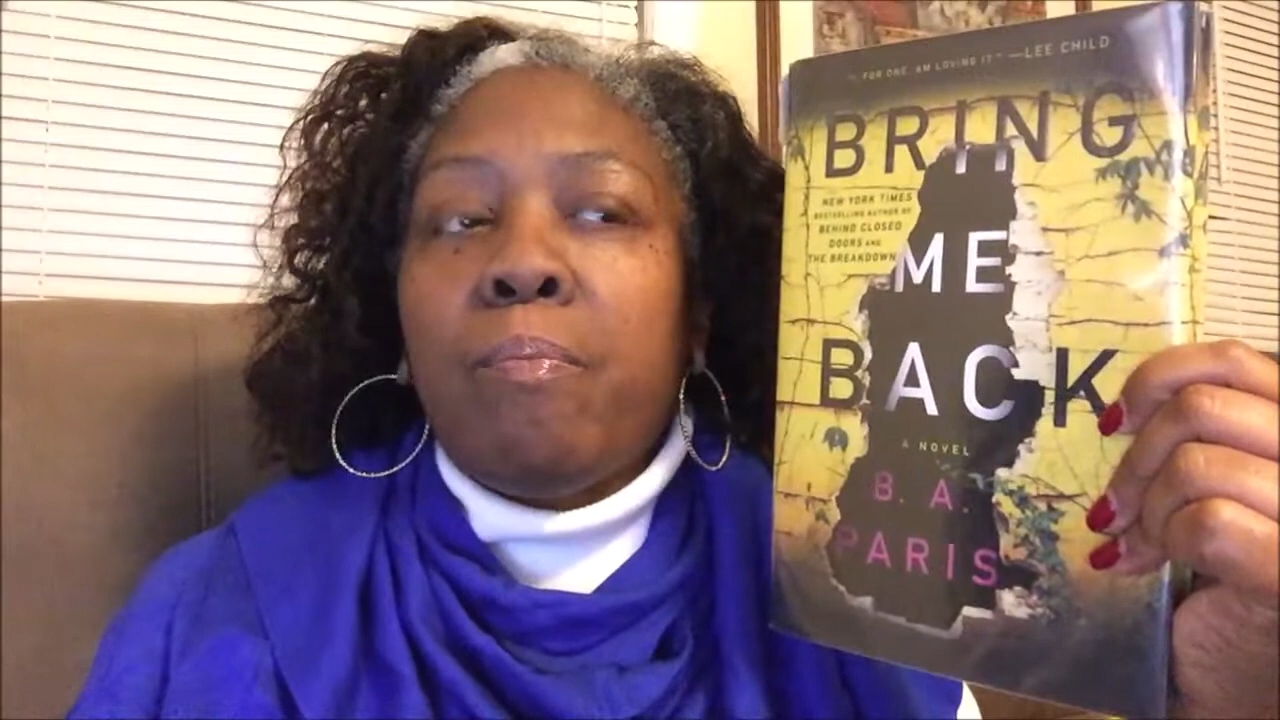 FOR ONE, AM LOVING IT." —LEE CHILD
BRING
NEW YORK TIMES
BESTSELLING AUTHOR OF
BEHIND CLOSED
DOORS AND
THE BREAKDOWN
ME
BACK
A NOVEL
B. A.
PARIS